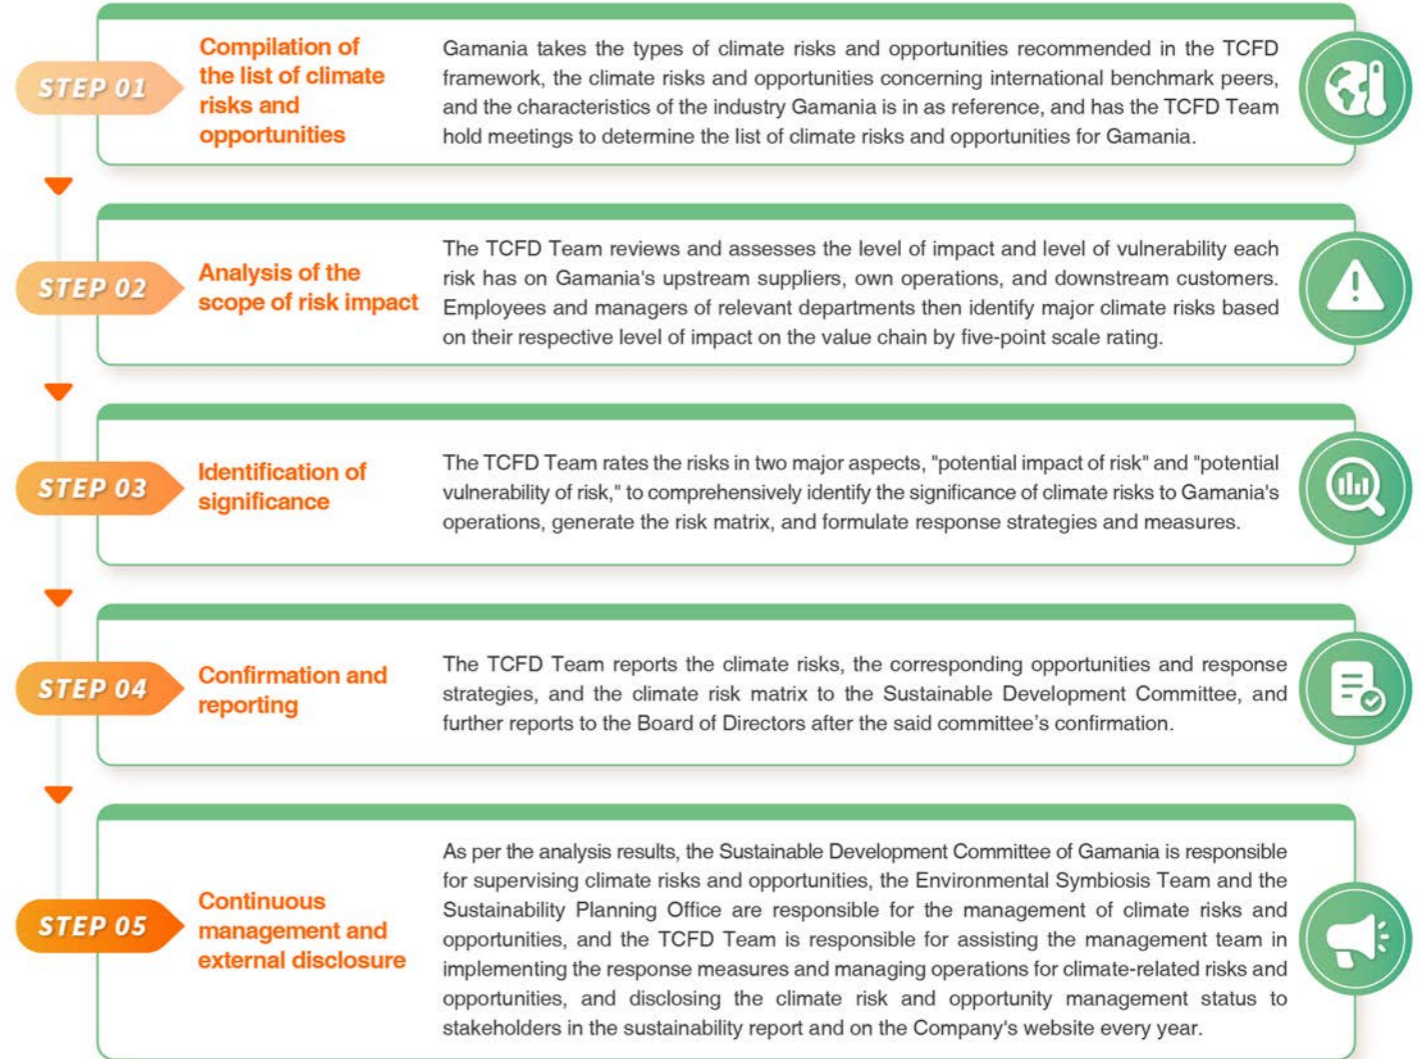 STEP 01
Compilation of
the list of climate
risks and
opportunities
Gamania takes the types of climate risks and opportunities recommended in the TCFD
framework, the climate risks and opportunities concerning international benchmark peers,
and the characteristics of the industry Gamania is in as reference, and has the TCFD Team
hold meetings to determine the list of climate risks and opportunities for Gamania.
STEP 02
Analysis of the
scope of risk impact
The TCFD Team reviews and assesses the level of impact and level of vulnerability each
risk has on Gamania's upstream suppliers, own operations, and downstream customers.
Employees and managers of relevant departments then identify major climate risks based
on their respective level of impact on the value chain by five-point scale rating.
STEP 03
Identification of
significance
The TCFD Team rates the risks in two major aspects, "potential impact of risk" and "potential
vulnerability of risk," to comprehensively identify the significance of climate risks to Gamania's
operations, generate the risk matrix, and formulate response strategies and measures.
STEP 04
Confirmation and
reporting
The TCFD Team reports the climate risks, the corresponding opportunities and response
strategies, and the climate risk matrix to the Sustainable Development Committee, and
further reports to the Board of Directors after the said committee’s confirmation.
STEP 05
Continuous
management and
external disclosure
As per the analysis results, the Sustainable Development Committee of Gamania is responsible
for supervising climate risks and opportunities, the Environmental Symbiosis Team and the
Sustainability Planning Office are responsible for the management of climate risks and
opportunities, and the TCFD Team is responsible for assisting the management team in
implementing the response measures and managing operations for climate-related risks and
opportunities, and disclosing the climate risk and opportunity management status to
stakeholders in the sustainability report and on the Company's website every year.